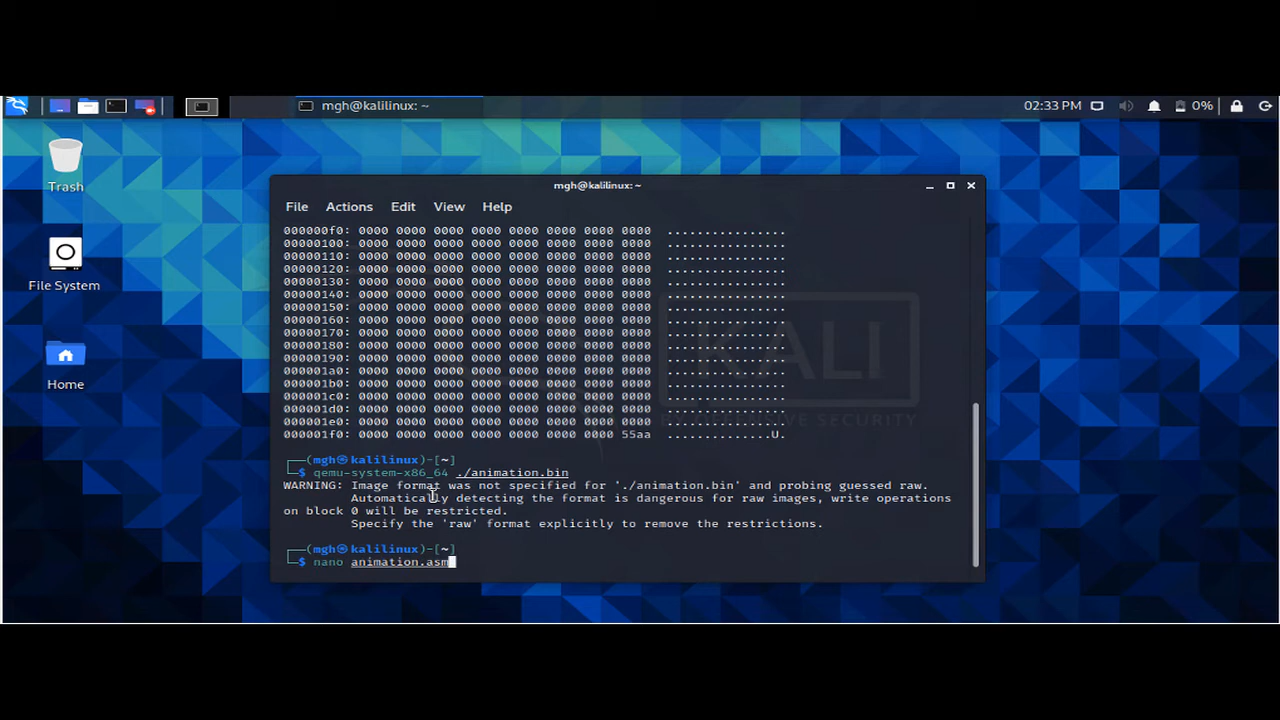 mgh@kalilinux: ~
02:33 PM
0%
Trash
File System
Home
mgh@kalilinux: ~
File Actions Edit View Help
000000f0: 0000 0000 0000 0000 0000 0000 0000 0000 ................
00000100: 0000 0000 0000 0000 0000 0000 0000 0000 ................
00000110: 0000 0000 0000 0000 0000 0000 0000 0000 ................
00000120: 0000 0000 0000 0000 0000 0000 0000 0000 ................
00000130: 0000 0000 0000 0000 0000 0000 0000 0000 ................
00000140: 0000 0000 0000 0000 0000 0000 0000 0000 ................
00000150: 0000 0000 0000 0000 0000 0000 0000 0000 ................
00000160: 0000 0000 0000 0000 0000 0000 0000 0000 ................
00000170: 0000 0000 0000 0000 0000 0000 0000 0000 ................
00000180: 0000 0000 0000 0000 0000 0000 0000 0000 ................
00000190: 0000 0000 0000 0000 0000 0000 0000 0000 ................
000001a0: 0000 0000 0000 0000 0000 0000 0000 0000 ................
000001b0: 0000 0000 0000 0000 0000 0000 0000 0000 ................
000001c0: 0000 0000 0000 0000 0000 0000 0000 0000 ................
000001d0: 0000 0000 0000 0000 0000 0000 0000 0000 ................
000001e0: 0000 0000 0000 0000 0000 0000 0000 0000 ................
000001f0: 0000 0000 0000 0000 0000 0000 0000 55aa ..............U.
KALI
BY OFFENSIVE SECURITY
┌──(mgh㉿kalilinux)-[~]
└─$ qemu-system-x86_64 ./animation.bin
WARNING: Image format was not specified for './animation.bin' and probing guessed raw.
Automatically detecting the format is dangerous for raw images, write operations
on block 0 will be restricted.
Specify the 'raw' format explicitly to remove the restrictions.
┌──(mgh㉿kalilinux)-[~]
└─$ nano animation.asm